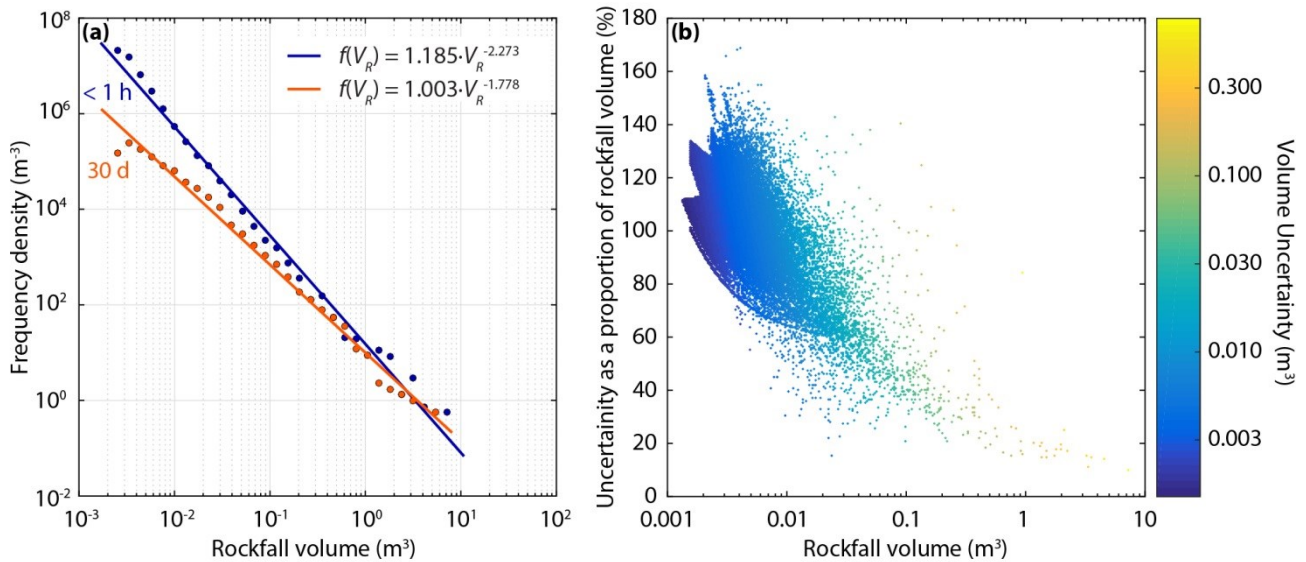 (a)
f(V_R) = 1.185·V_R^-2.273
f(V_R) = 1.003·V_R^-1.778
< 1 h
30 d
10^8
10^6
10^4
10^2
10^0
10^-2
Frequency density (m^-3)
10^-3
10^-2
10^-1
10^0
10^1
10^2
Rockfall volume (m^3)
(b)
180
160
140
120
100
80
60
40
20
0
Uncertainity as a proportion of rockfall volume (%)
0.001
0.01
0.1
1
10
Rockfall volume (m^3)
0.300
0.100
0.030
0.010
0.003
Volume Uncertainty (m^3)